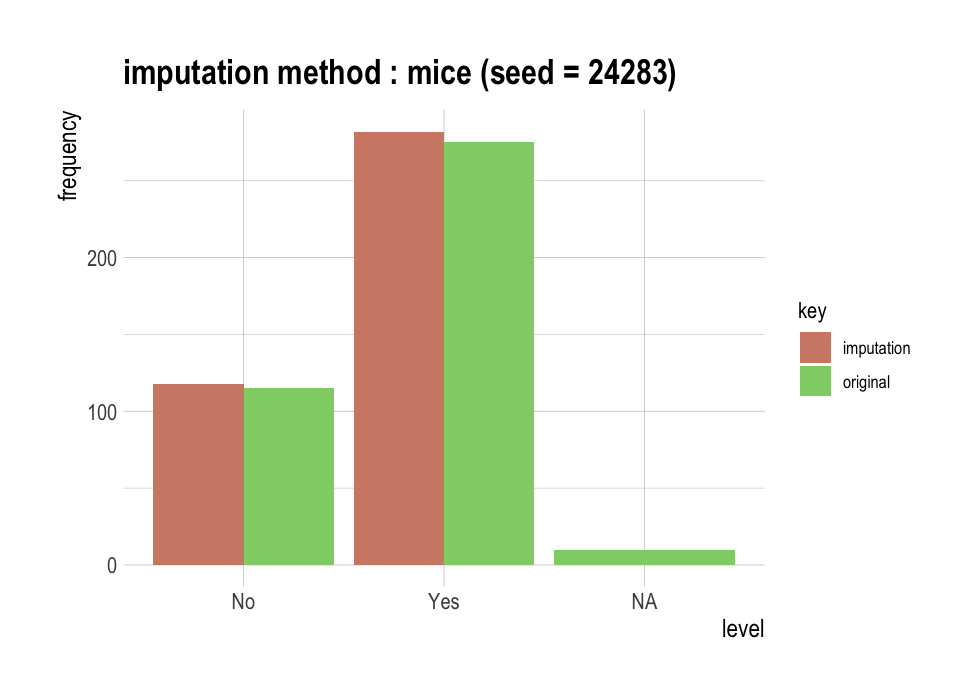 imputation method : mice (seed = 24283)
frequency
200
100
0
No Yes NA
level
key
imputation
original